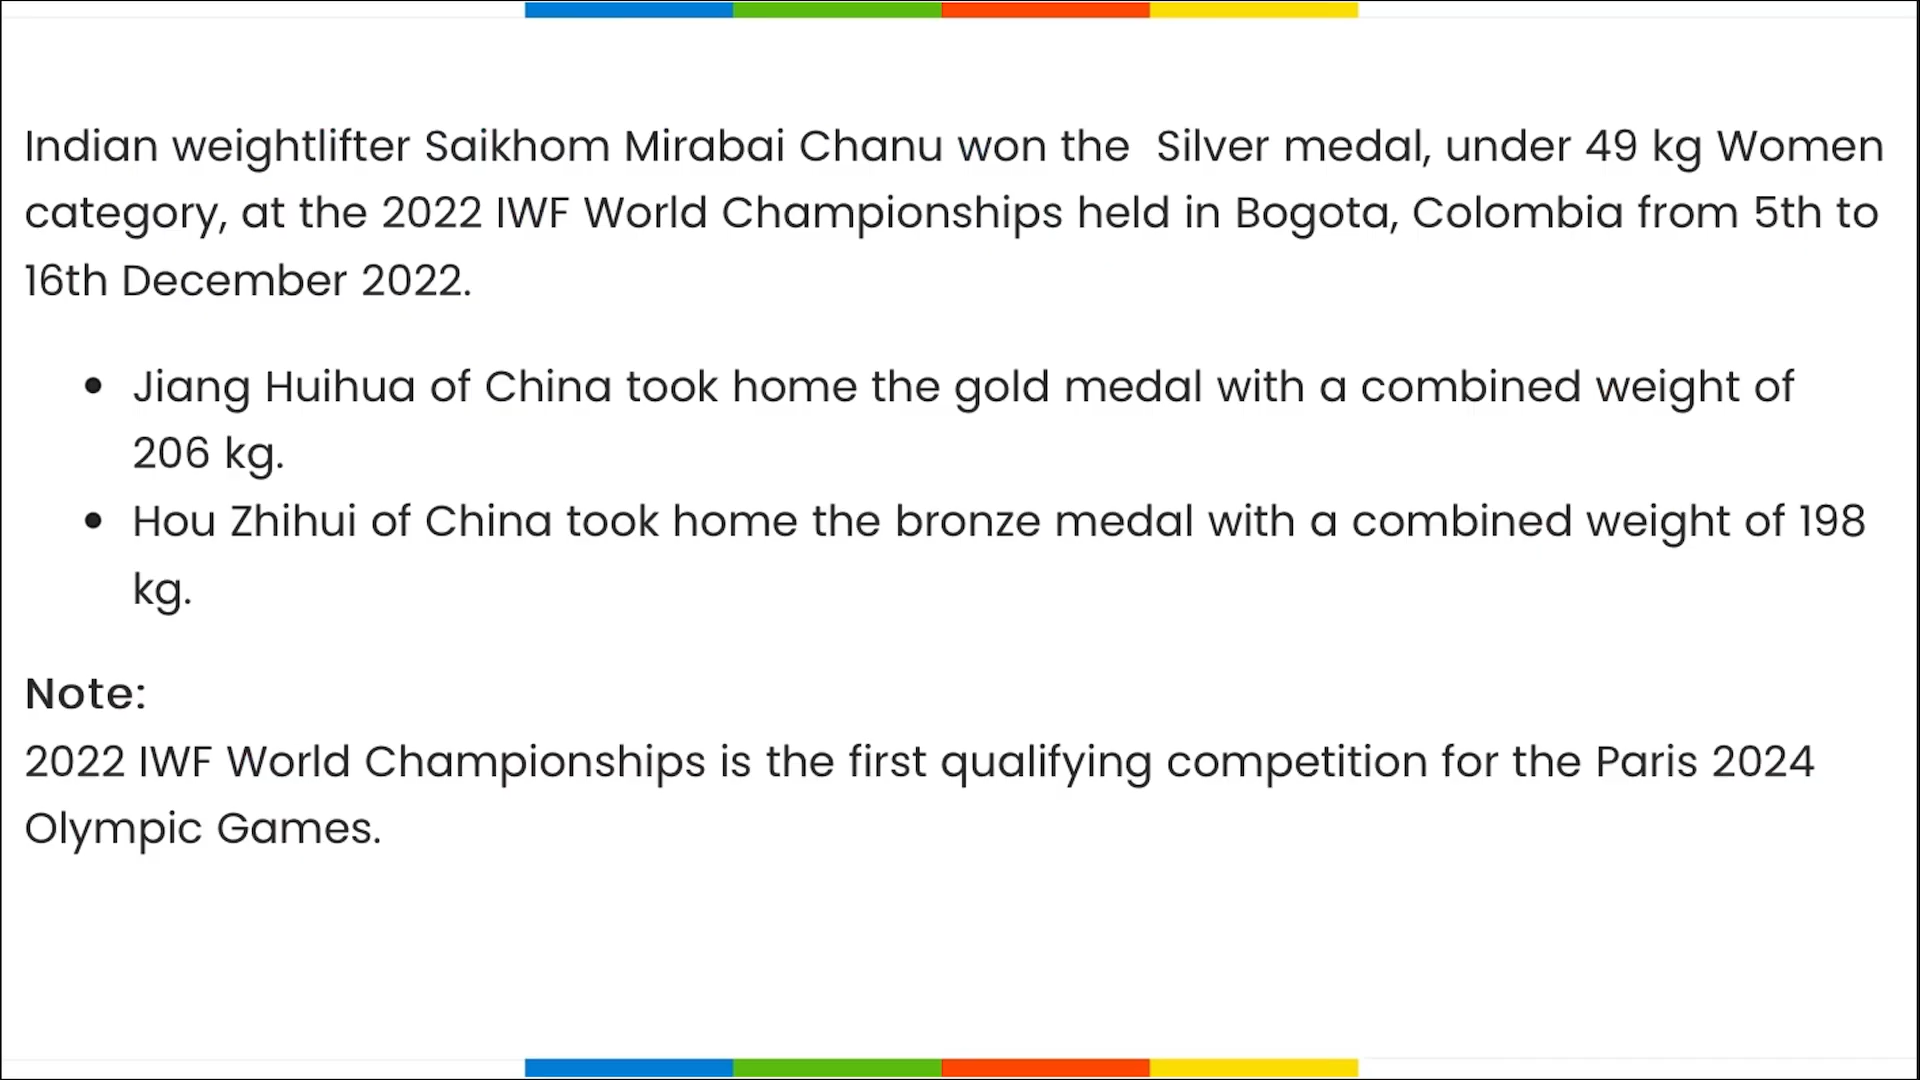 Indian weightlifter Saikhom Mirabai Chanu won the  Silver medal, under 49 kg Women
category, at the 2022 IWF World Championships held in Bogota, Colombia from 5th to
16th December 2022.
• Jiang Huihua of China took home the gold medal with a combined weight of
206 kg.
• Hou Zhihui of China took home the bronze medal with a combined weight of 198
kg.
Note:
2022 IWF World Championships is the first qualifying competition for the Paris 2024
Olympic Games.